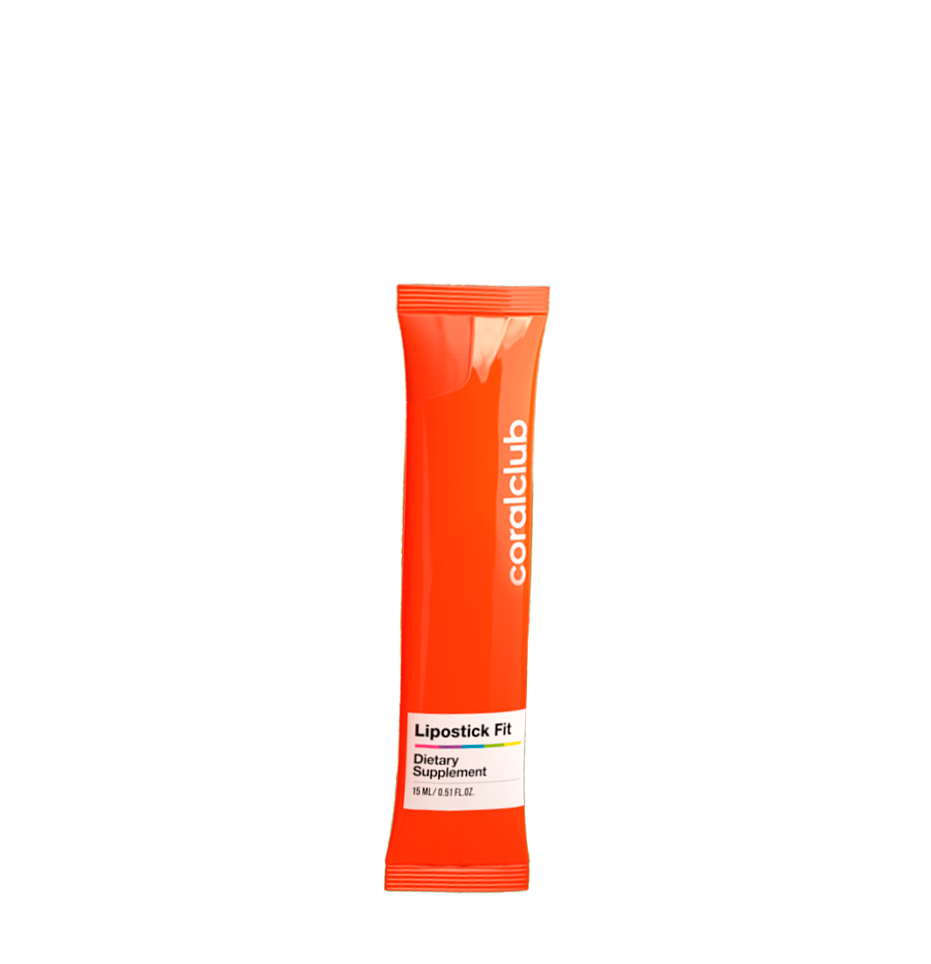 coralclub
Lipostick Fit
Dietary
Supplement
15 ML/ 0.51 FL.OZ.